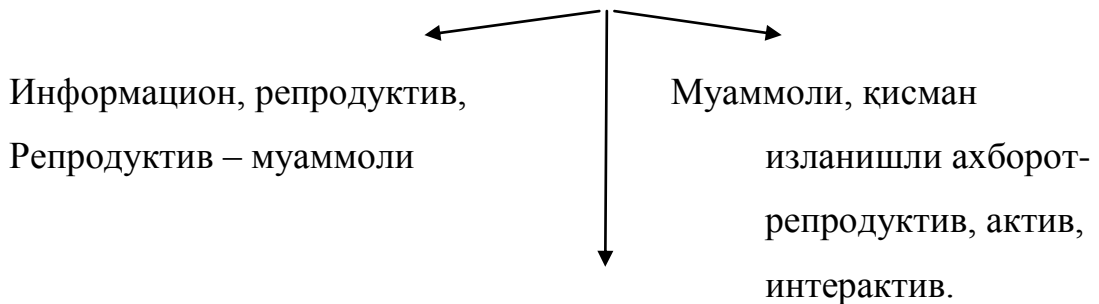 Информацион, репродуктив,
Репродуктив – муаммоли
Муаммоли, қисман
изланишли ахборот-
репродуктив, актив,
интерактив.